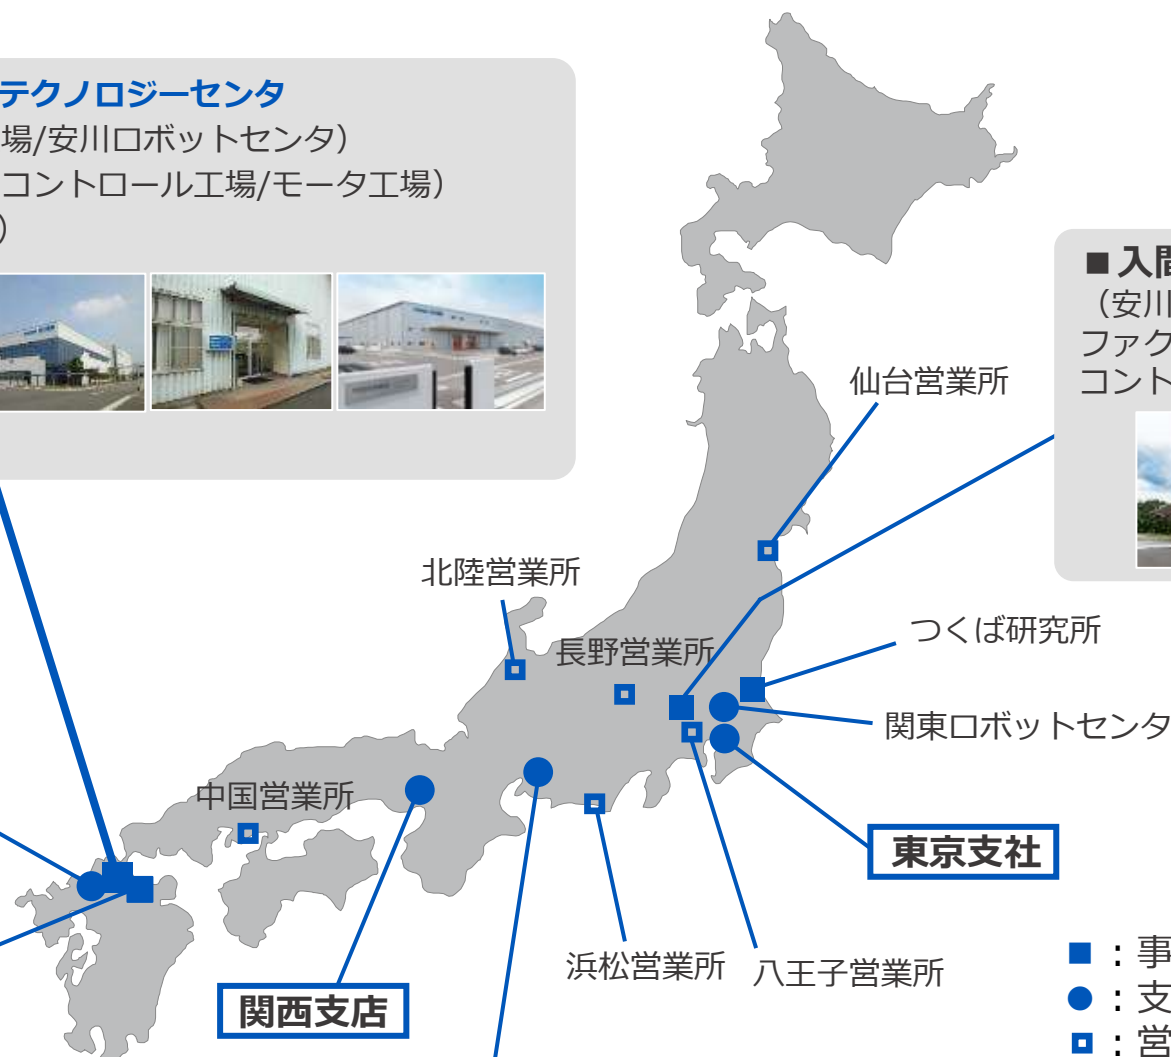 テクノロジーセンタ
場/安川ロボットセンタ）
コントロール工場/モータ工場）
）
■入間
（安川
ファク
コント
仙台営業所
北陸営業所
長野営業所
つくば研究所
関東ロボットセンタ
中国営業所
東京支社
浜松営業所
八王子営業所
関西支店
■：事
●：支
：営